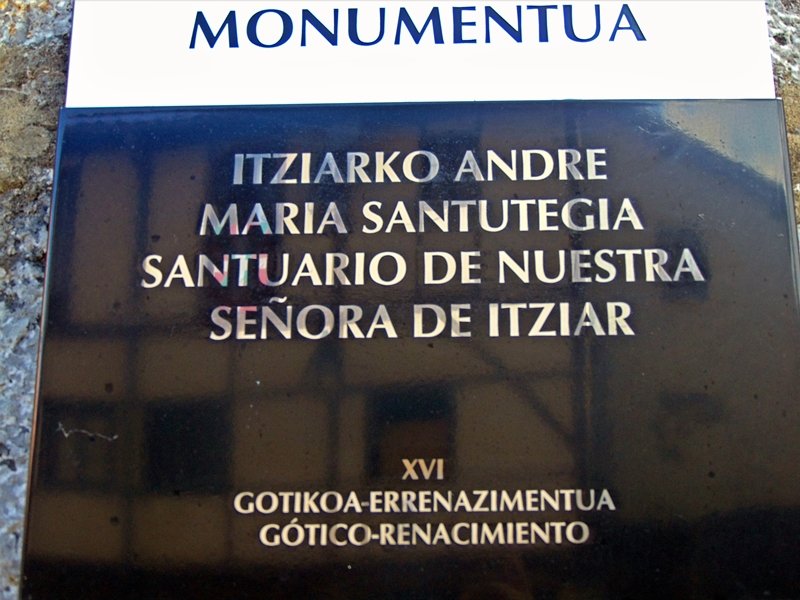 MONUMENTUA
ITZIARKO ANDRE
MARIA SANTUTEGIA
SANTUARIO DE NUESTRA
SEÑORA DE ITZIAR
XVI
GOTIKOA-ERRENAZIMENTUA
GÓTICO-RENACIMIENTO